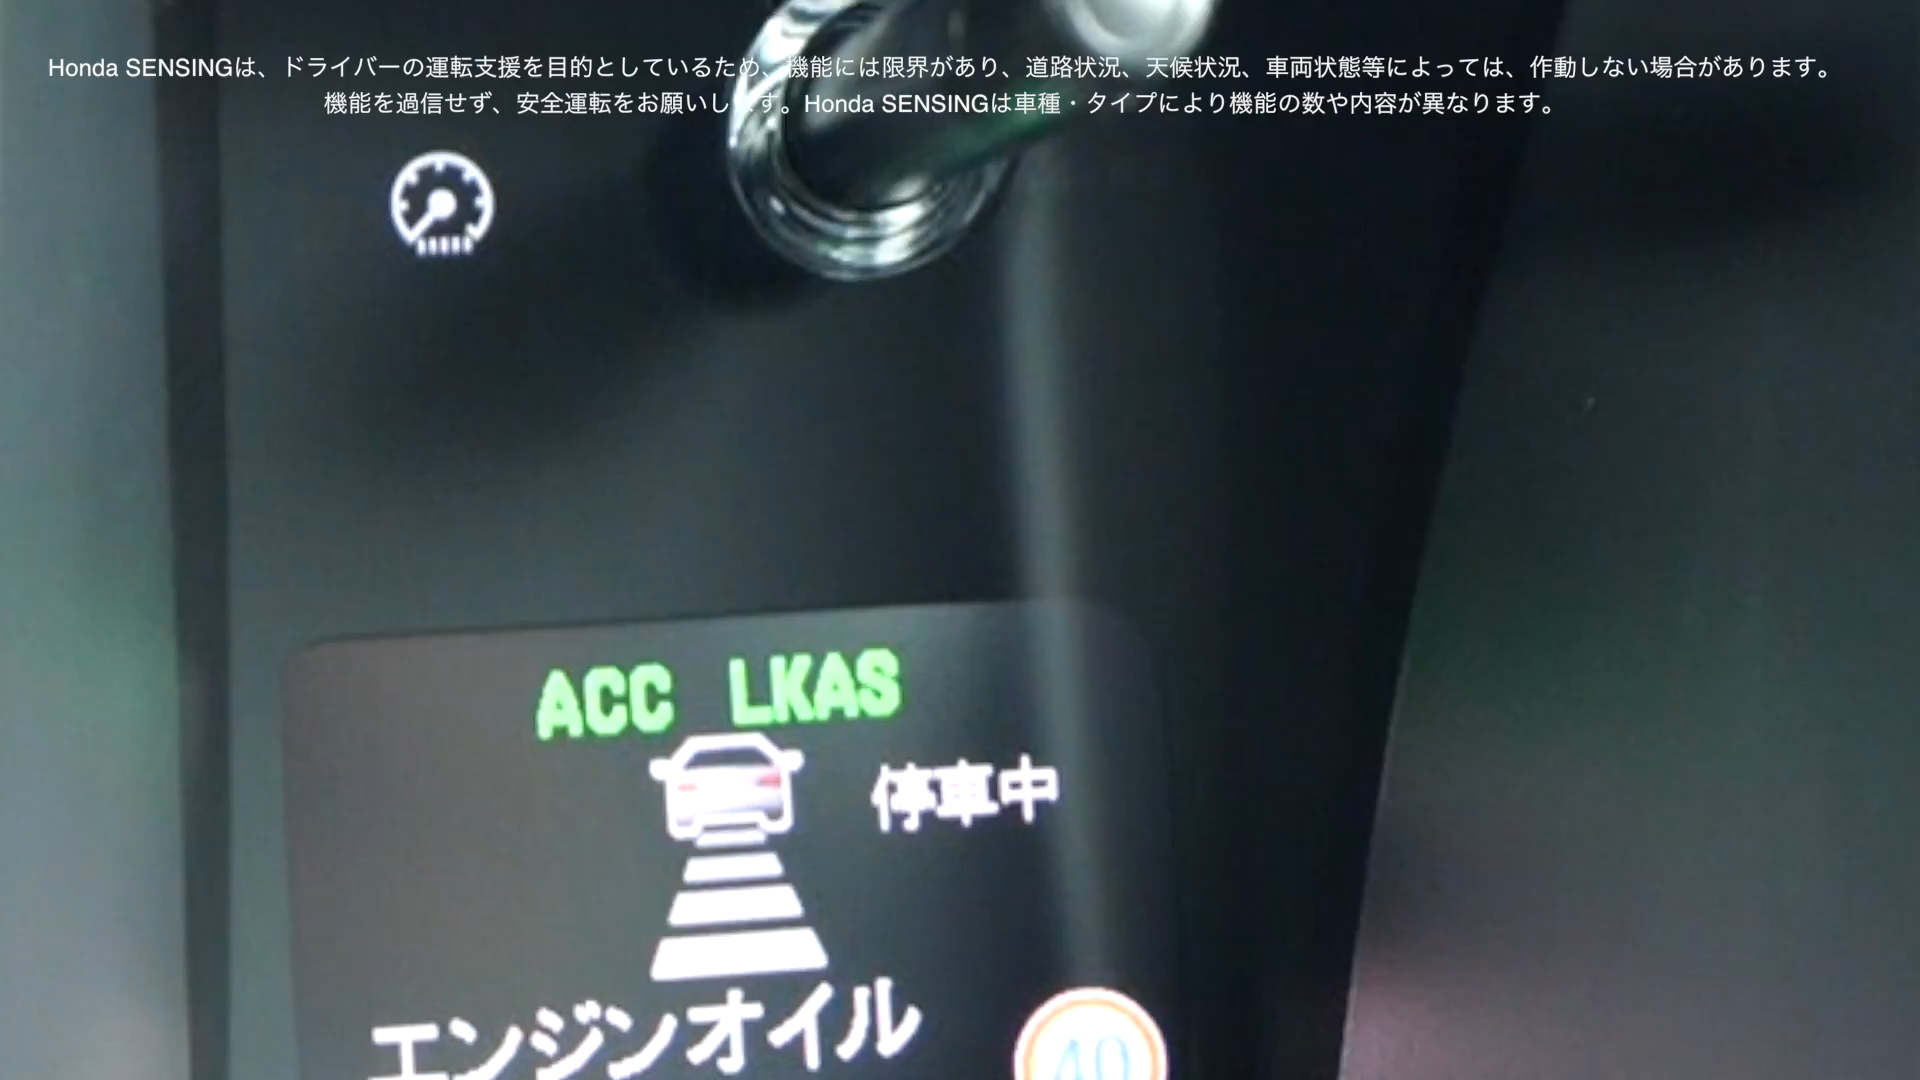 Honda SENSINGは、ドライバーの運転支援を目的としているため、機能には限界があり、道路状況、天候状況、車両状態等によっては、作動しない場合があります。
機能を過信せず、安全運転をお願いします。Honda SENSINGは車種・タイプにより機能の数や内容が異なります。
ACC LKAS
停車中
エンジンオイル
40